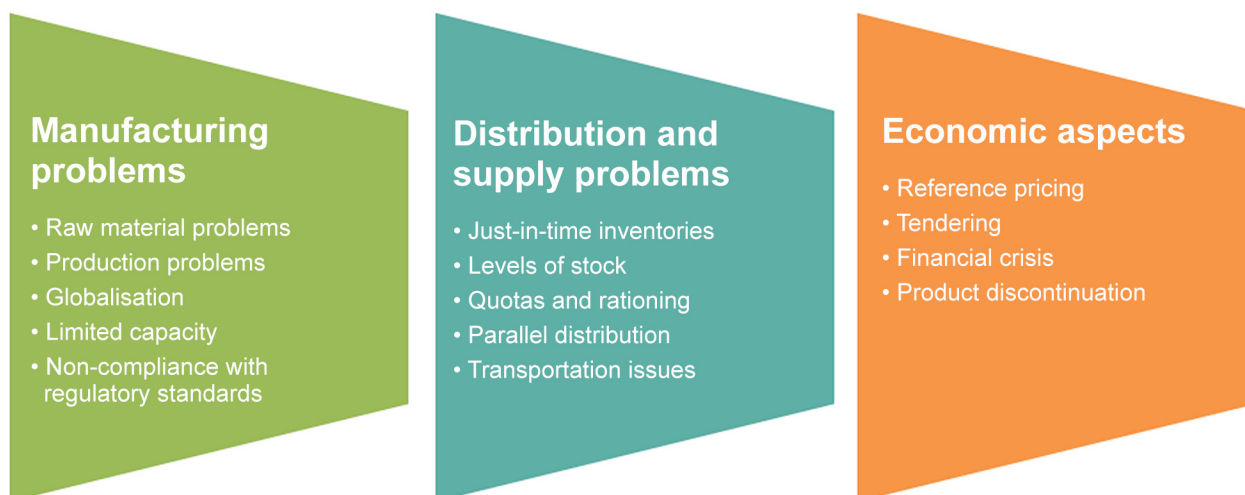 Manufacturing
problems
• Raw material problems
• Production problems
• Globalisation
• Limited capacity
• Non-compliance with
regulatory standards
Distribution and
supply problems
• Just-in-time inventories
• Levels of stock
• Quotas and rationing
• Parallel distribution
• Transportation issues
Economic aspects
• Reference pricing
• Tendering
• Financial crisis
• Product discontinuation